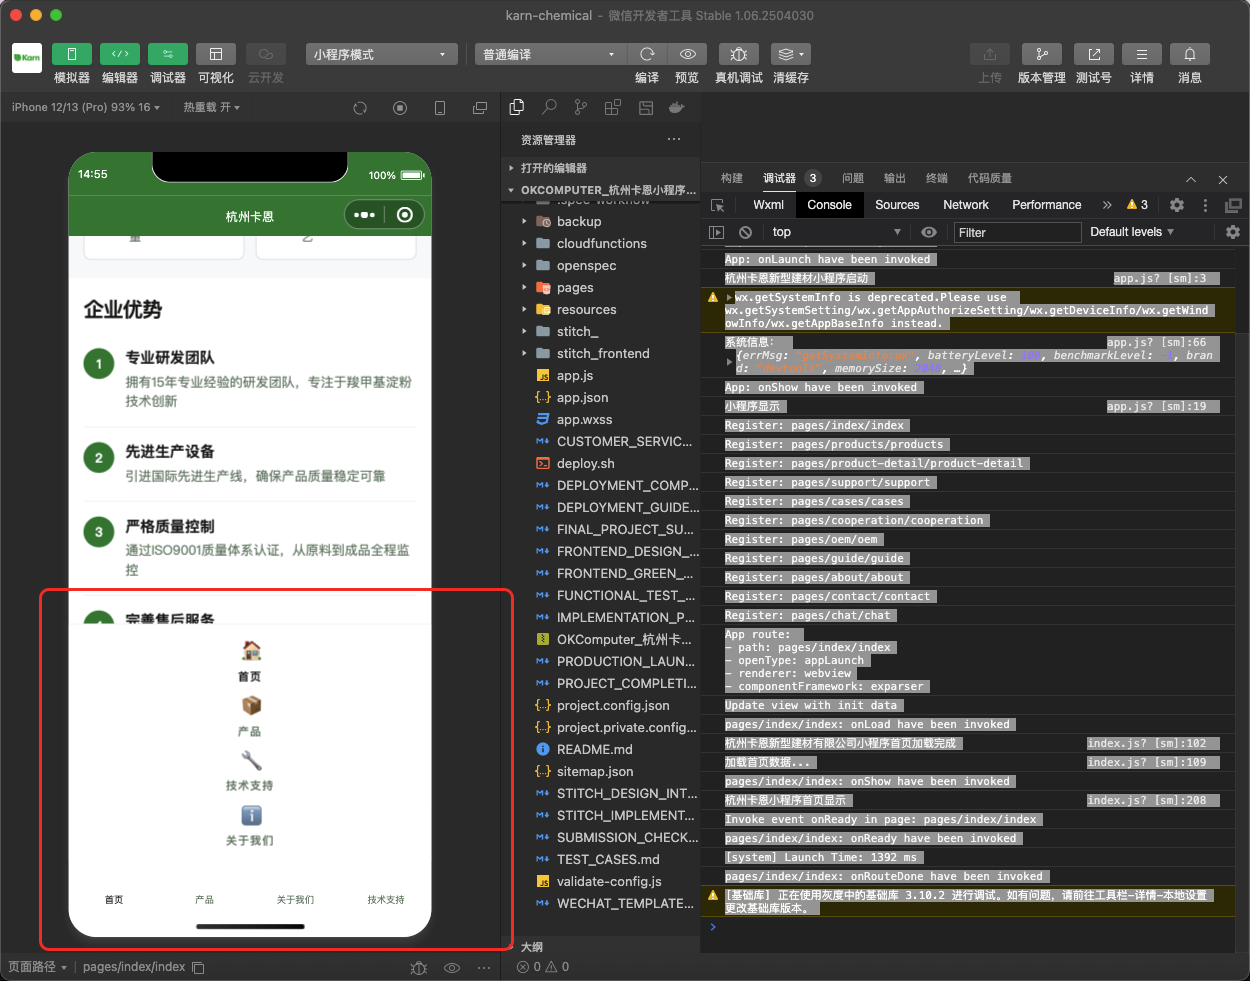 karn-chemical - 微信开发者工具 Stable 1.06.2504030
Karn
小程序模式
普通编译
模拟器 编辑器 调试器 可视化 云开发
编译 预览 真机调试 清缓存
上传 版本管理 测试号 详情 消息
iPhone 12/13 (Pro) 93% 16
热重载 开
14:55
100%
杭州卡恩
企业优势
1
专业研发团队
拥有15年专业经验的研发团队，专注于羧甲基淀粉
技术创新
2
先进生产设备
引进国际先进生产线，确保产品质量稳定可靠
3
严格质量控制
通过ISO9001质量体系认证，从原料到成品全程监
控
完善售后服务
首页
产品
技术支持
关于我们
首页 产品 关于我们 技术支持
页面路径
pages/index/index
资源管理器
打开的编辑器
OKCOMPUTER_杭州卡恩小程序...
.spec-workflow
backup
cloudfunctions
openspec
pages
resources
stitch_
stitch_frontend
app.js
app.json
app.wxss
CUSTOMER_SERVIC...
deploy.sh
DEPLOYMENT_COMP...
DEPLOYMENT_GUIDE...
FINAL_PROJECT_SU...
FRONTEND_DESIGN_...
FRONTEND_GREEN_...
FUNCTIONAL_TEST_...
IMPLEMENTATION_P...
OKComputer_杭州卡...
PRODUCTION_LAUN...
PROJECT_COMPLETI...
project.config.json
project.private.config...
README.md
sitemap.json
STITCH_DESIGN_INT...
STITCH_IMPLEMENT...
SUBMISSION_CHECK...
TEST_CASES.md
validate-config.js
WECHAT_TEMPLATE...
大纲
0 0
构建 调试器 3 问题 输出 终端 代码质量
Wxml Console Sources Network Performance 3
top
Filter
Default levels
App: onLaunch have been invoked
杭州卡恩新型建材小程序启动 app.js? [sm]:3
wx.getSystemInfo is deprecated.Please use
wx.getSystemSetting/wx.getAppAuthorizeSetting/wx.getDeviceInfo/wx.getWind
owInfo/wx.getAppBaseInfo instead.
系统信息: app.js? [sm]:66
{errMsg: "getSystemInfo:ok", batteryLevel: 100, benchmarkLevel: -1, bran
d: "devtools", memorySize: 2048, …}
App: onShow have been invoked
小程序显示 app.js? [sm]:19
Register: pages/index/index
Register: pages/products/products
Register: pages/product-detail/product-detail
Register: pages/support/support
Register: pages/cases/cases
Register: pages/cooperation/cooperation
Register: pages/oem/oem
Register: pages/guide/guide
Register: pages/about/about
Register: pages/contact/contact
Register: pages/chat/chat
App route:
- path: pages/index/index
- openType: appLaunch
- renderer: webview
- componentFramework: exparser
Update view with init data
pages/index/index: onLoad have been invoked
杭州卡恩新型建材有限公司小程序首页加载完成 index.js? [sm]:102
加载首页数据... index.js? [sm]:109
pages/index/index: onShow have been invoked
杭州卡恩小程序首页显示 index.js? [sm]:208
Invoke event onReady in page: pages/index/index
pages/index/index: onReady have been invoked
[system] Launch Time: 1392 ms
pages/index/index: onRouteDone have been invoked
[基础库] 正在使用灰度中的基础库 3.10.2 进行调试。如有问题，请前往工具栏-详情-本地设置
更改基础库版本。